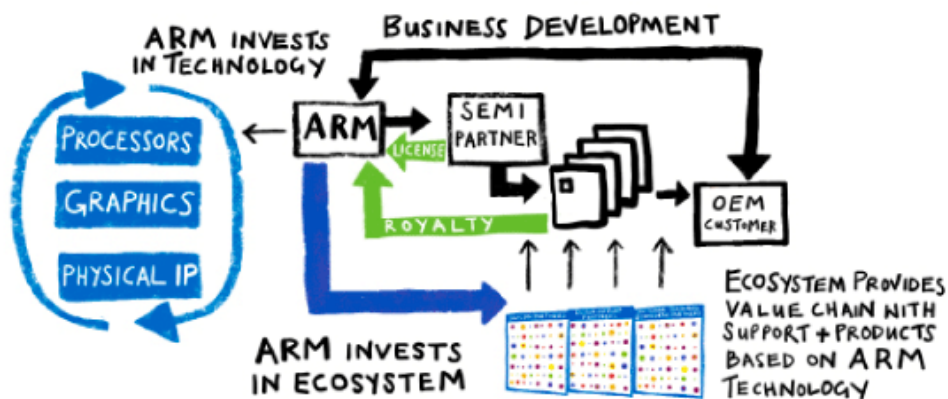 BUSINESS DEVELOPMENT
ARM INVESTS
IN TECHNOLOGY
PROCESSORS
GRAPHICS
PHYSICAL IP
ARM
SEMI
PARTNER
LICENSE
ROYALTY
OEM
CUSTOMER
ARM INVESTS
IN ECOSYSTEM
ECOSYSTEM PROVIDES
VALUE CHAIN WITH
SUPPORT + PRODUCTS
BASED ON ARM
TECHNOLOGY